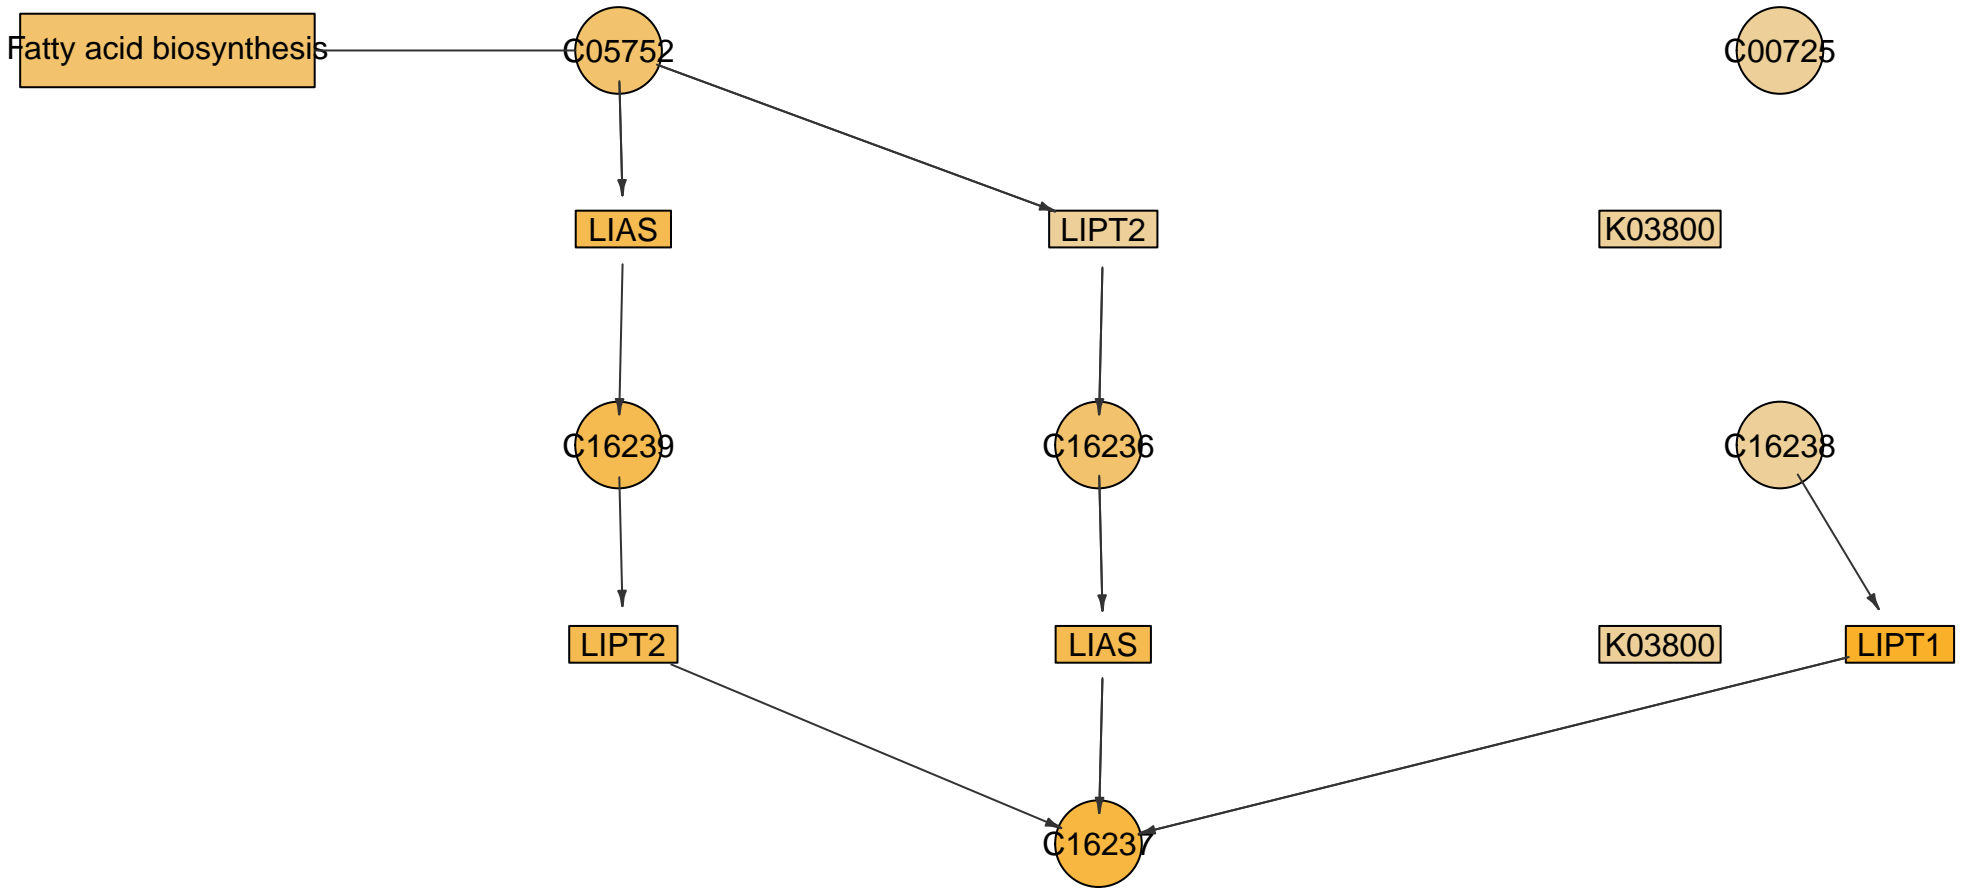 Fatty acid biosynthesis
C05752
C00725
LIAS
LIPT2
K03800
C16239
C16236
C16238
LIPT2
LIAS
K03800
LIPT1
C16237